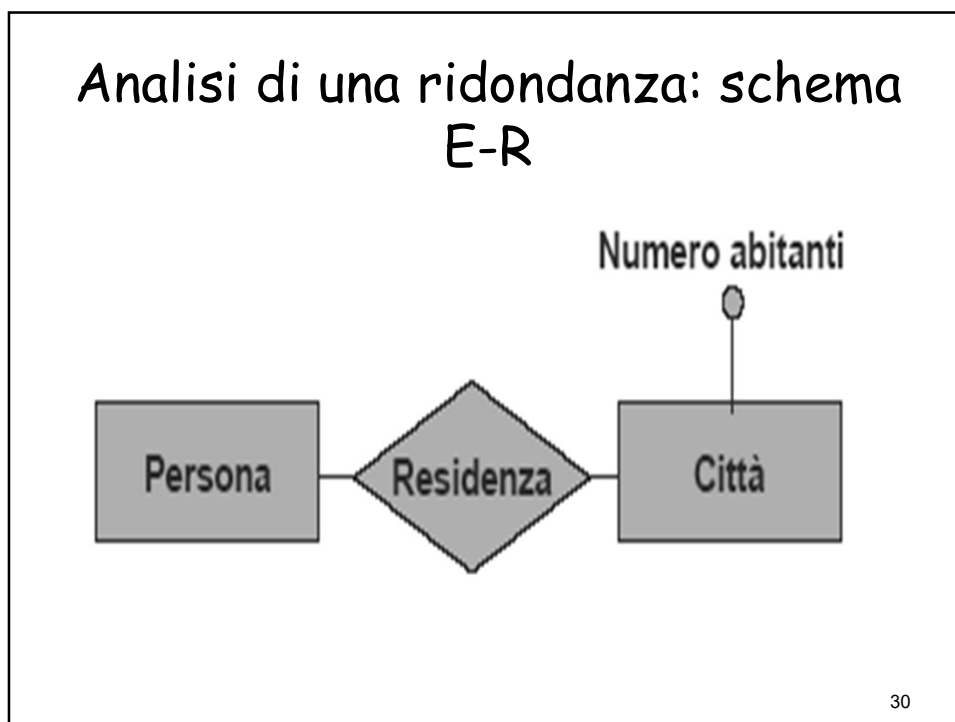 Analisi di una ridondanza: schema
E-R
Numero abitanti
Persona
Residenza
Città
30